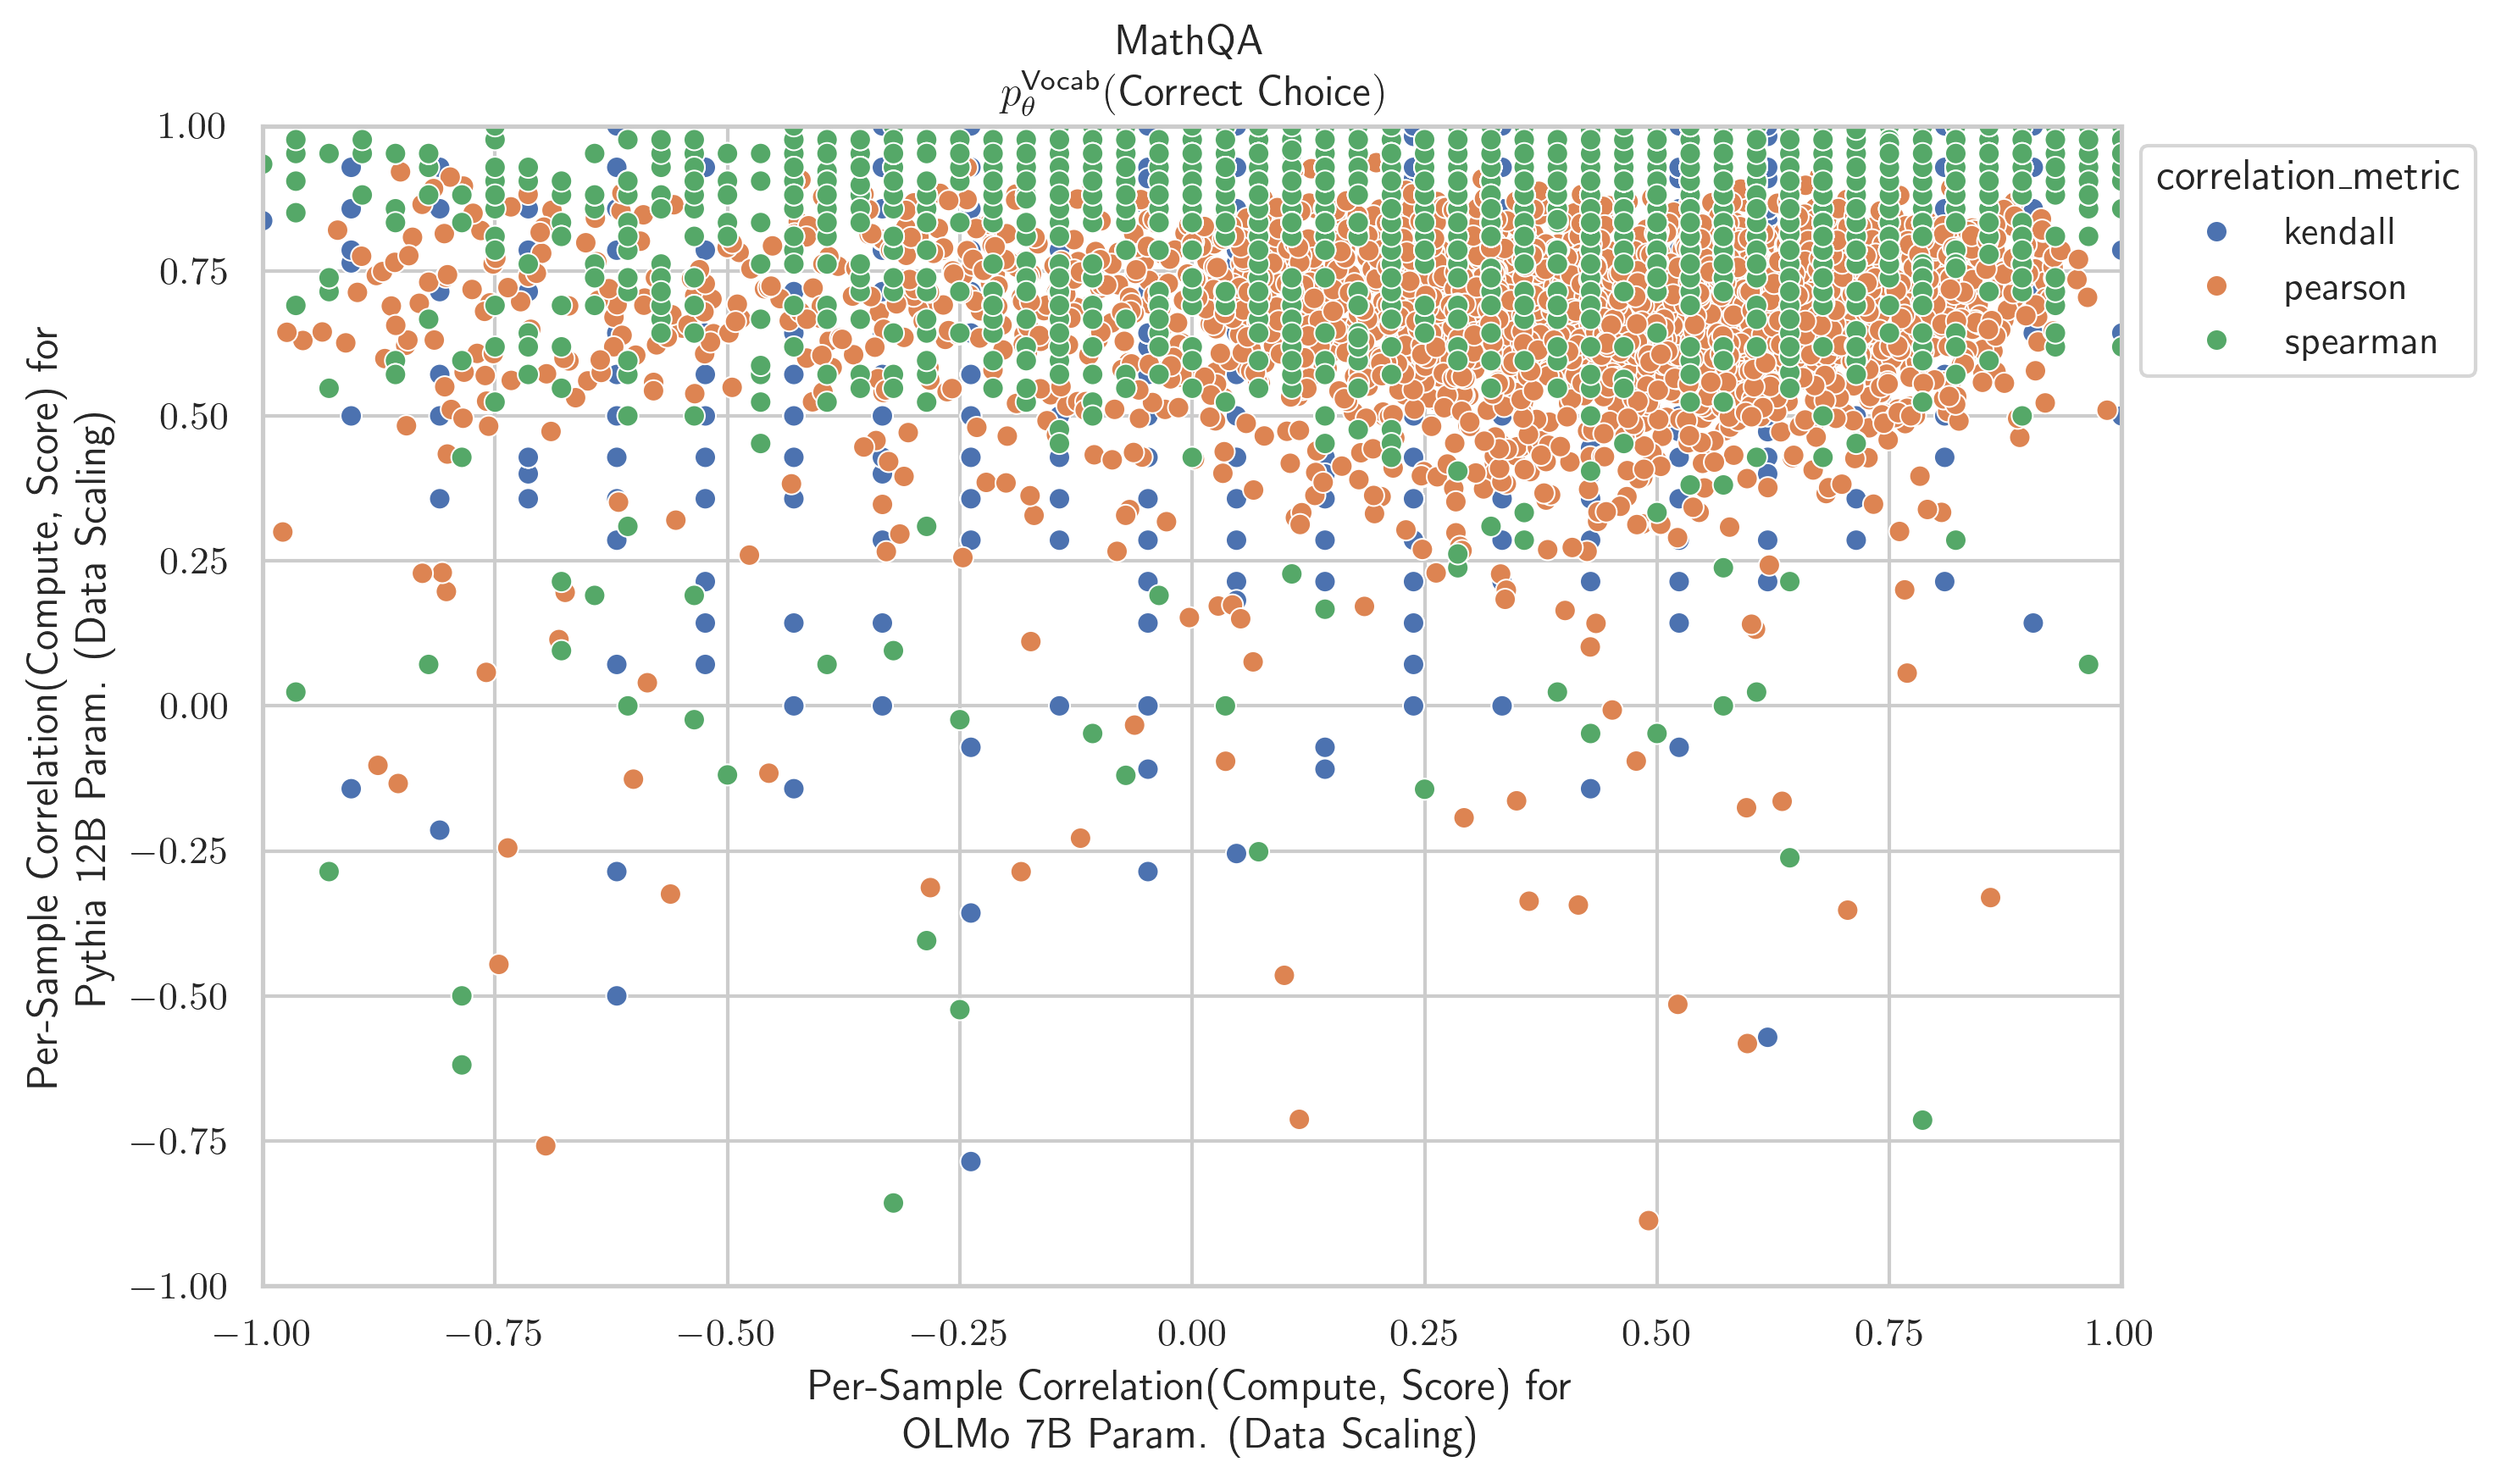 MathQA
p_θ^Vocab(Correct Choice)
1.00
0.75
0.50
0.25
0.00
−0.25
−0.50
−0.75
−1.00
Per-Sample Correlation(Compute, Score) for
Pythia 12B Param. (Data Scaling)
−1.00 −0.75 −0.50 −0.25 0.00 0.25 0.50 0.75 1.00
Per-Sample Correlation(Compute, Score) for
OLMo 7B Param. (Data Scaling)
correlation_metric
kendall
pearson
spearman